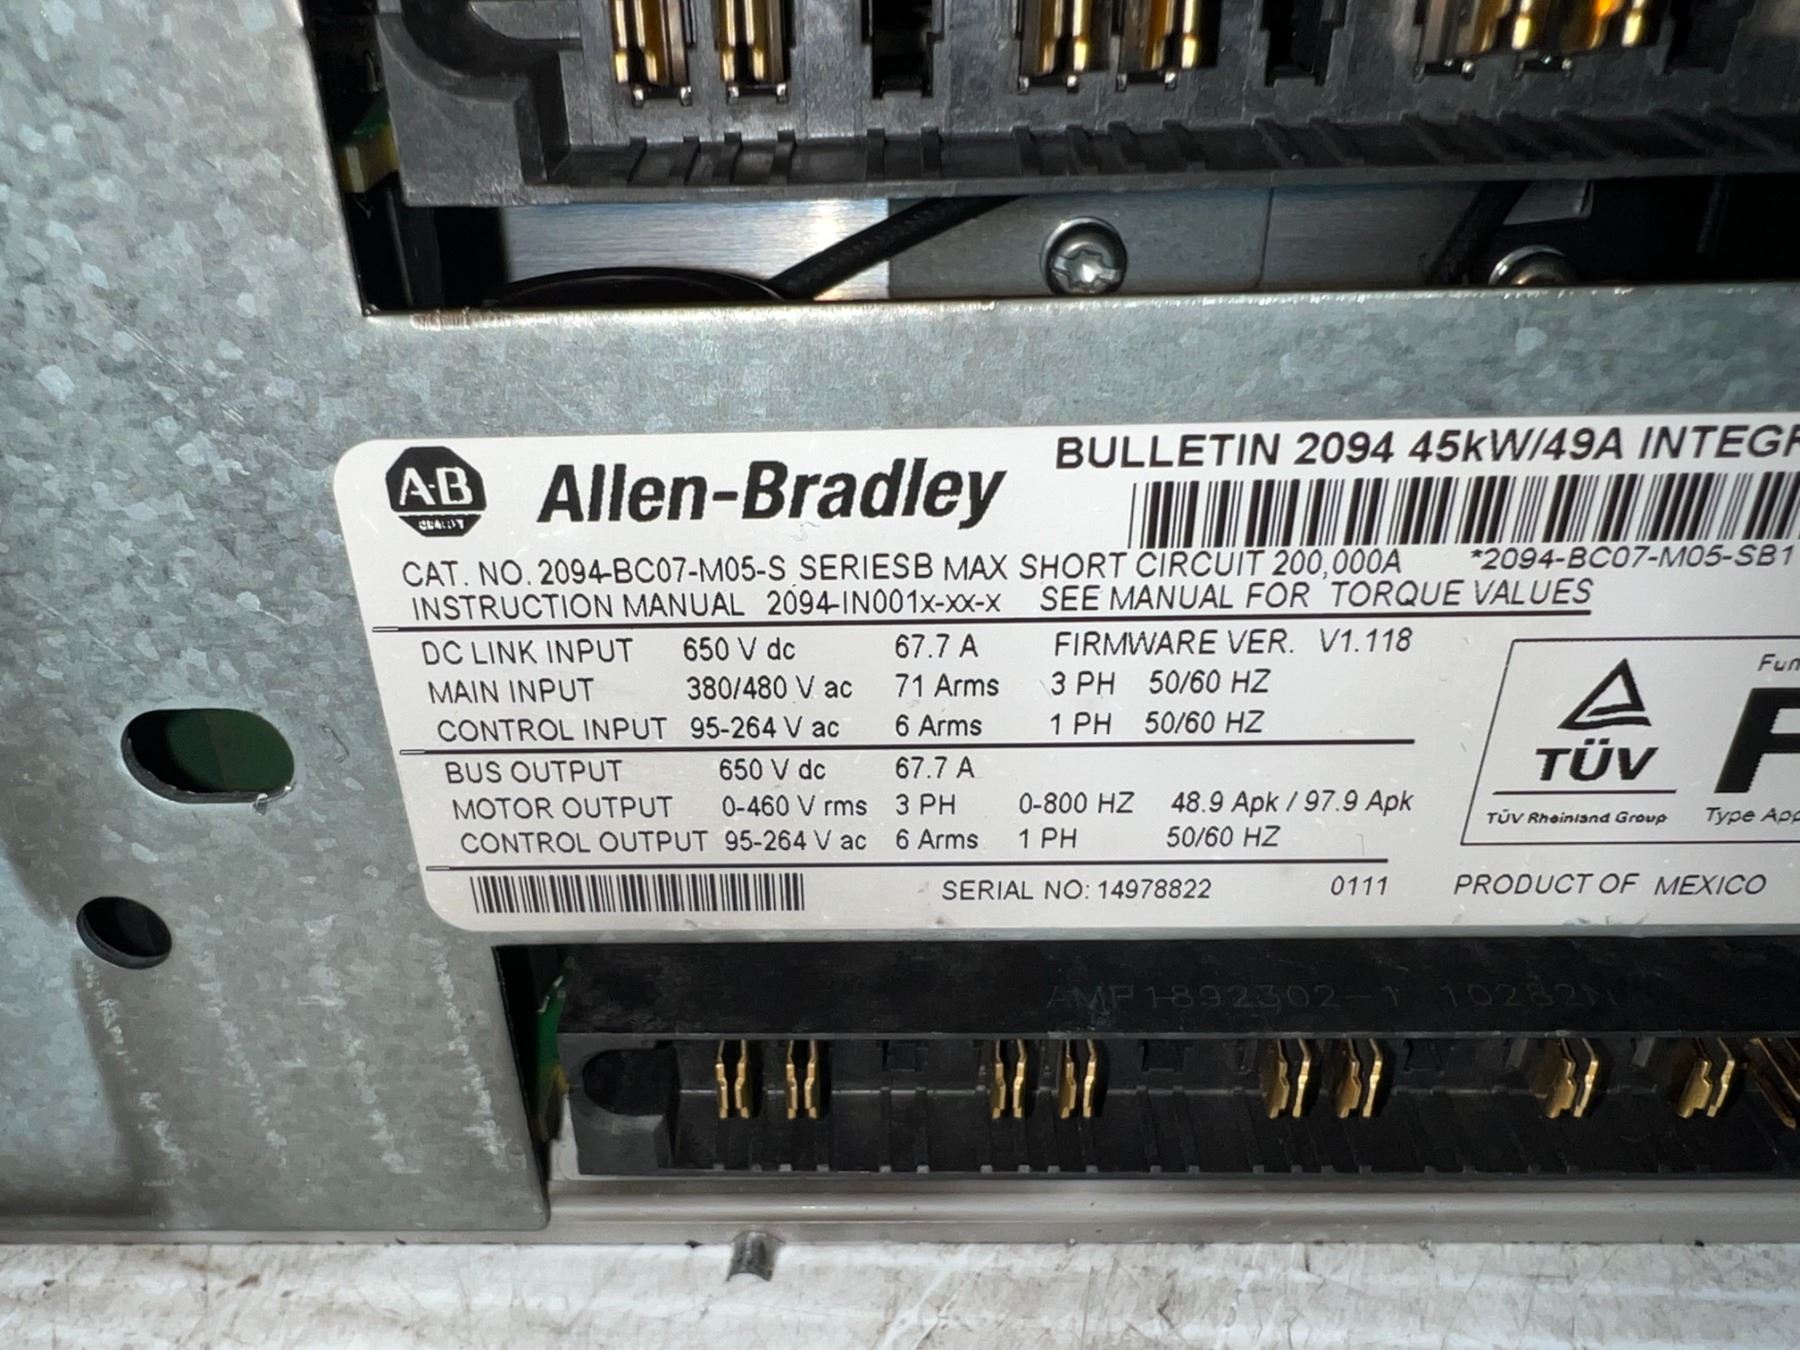 BULLETIN 2094 45kW/49A INTEGR
A-B
QUALITY
Allen-Bradley
CAT. NO. 2094-BC07-M05-S SERIESB MAX SHORT CIRCUIT 200,000A *2094-BC07-M05-SB1
INSTRUCTION MANUAL 2094-IN001x-xx-x SEE MANUAL FOR TORQUE VALUES
DC LINK INPUT 650 V dc 67.7 A FIRMWARE VER. V1.118
MAIN INPUT 380/480 V ac 71 Arms 3 PH 50/60 HZ
CONTROL INPUT 95-264 V ac 6 Arms 1 PH 50/60 HZ
BUS OUTPUT 650 V dc 67.7 A
MOTOR OUTPUT 0-460 V rms 3 PH 0-800 HZ 48.9 Apk / 97.9 Apk
CONTROL OUTPUT 95-264 V ac 6 Arms 1 PH 50/60 HZ
Fun
TÜV
TÜV Rheinland Group
Type App
SERIAL NO: 14978822 0111 PRODUCT OF MEXICO
AMP 1-892302-1 10282N